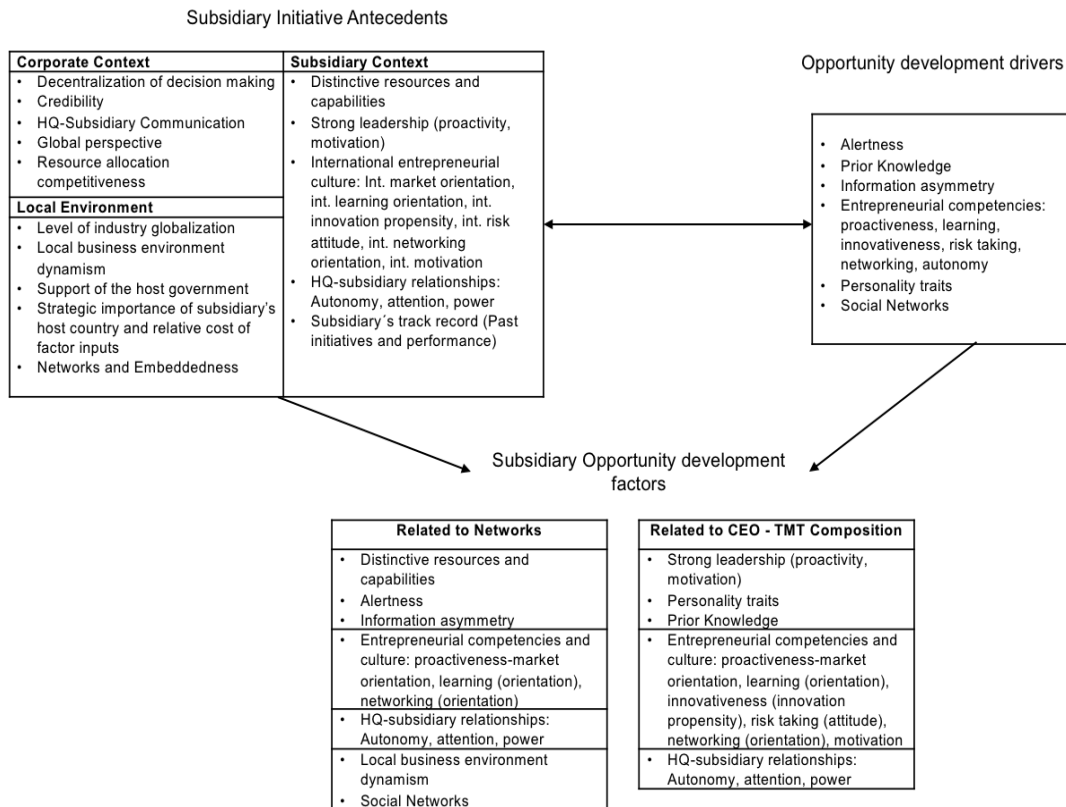 Subsidiary Initiative Antecedents
Corporate Context
• Decentralization of decision making
• Credibility
• HQ-Subsidiary Communication
• Global perspective
• Resource allocation
competitiveness
Local Environment
• Level of industry globalization
• Local business environment
dynamism
• Support of the host government
• Strategic importance of subsidiary's
host country and relative cost of
factor inputs
• Networks and Embeddedness
Subsidiary Context
• Distinctive resources and
capabilities
• Strong leadership (proactivity,
motivation)
• International entrepreneurial
culture: Int. market orientation,
int. learning orientation, int.
innovation propensity, int. risk
attitude, int. networking
orientation, int. motivation
• HQ-subsidiary relationships:
Autonomy, attention, power
• Subsidiary´s track record (Past
initiatives and performance)
Opportunity development drivers
• Alertness
• Prior Knowledge
• Information asymmetry
• Entrepreneurial competencies:
proactiveness, learning,
innovativeness, risk taking,
networking, autonomy
• Personality traits
• Social Networks
Subsidiary Opportunity development
factors
Related to Networks
• Distinctive resources and
capabilities
• Alertness
• Information asymmetry
• Entrepreneurial competencies and
culture: proactiveness-market
orientation, learning (orientation),
networking (orientation)
• HQ-subsidiary relationships:
Autonomy, attention, power
• Local business environment
dynamism
• Social Networks
Related to CEO - TMT Composition
• Strong leadership (proactivity,
motivation)
• Personality traits
• Prior Knowledge
• Entrepreneurial competencies and
culture: proactiveness-market
orientation, learning (orientation),
innovativeness (innovation
propensity), risk taking (attitude),
networking (orientation), motivation
• HQ-subsidiary relationships:
Autonomy, attention, power